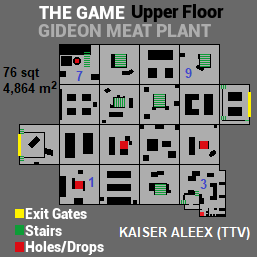 THE GAME Upper Floor
GIDEON MEAT PLANT
76 sqt
4,864 m²
7
9
1
3
Exit Gates
Stairs
Holes/Drops
KAISER ALEEX (TTV)